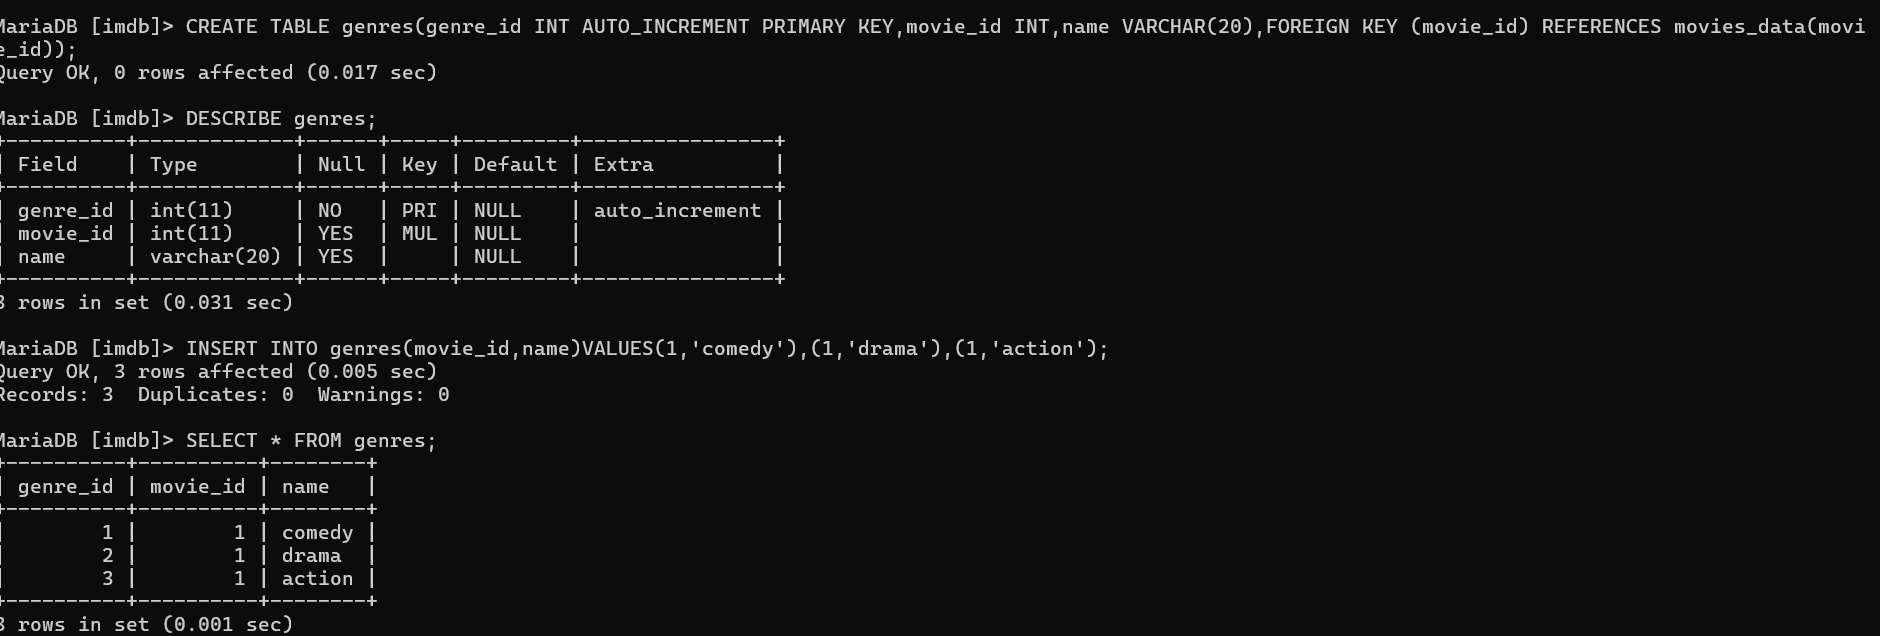 MariaDB [imdb]> CREATE TABLE genres(genre_id INT AUTO_INCREMENT PRIMARY KEY,movie_id INT,name VARCHAR(20),FOREIGN KEY (movie_id) REFERENCES movies_data(movi
e_id));
Query OK, 0 rows affected (0.017 sec)

MariaDB [imdb]> DESCRIBE genres;
+----------+-------------+------+-----+---------+----------------+
| Field    | Type        | Null | Key | Default | Extra          |
+----------+-------------+------+-----+---------+----------------+
| genre_id | int(11)     | NO   | PRI | NULL    | auto_increment |
| movie_id | int(11)     | YES  | MUL | NULL    |                |
| name     | varchar(20) | YES  |     | NULL    |                |
+----------+-------------+------+-----+---------+----------------+
3 rows in set (0.031 sec)

MariaDB [imdb]> INSERT INTO genres(movie_id,name)VALUES(1,'comedy'),(1,'drama'),(1,'action');
Query OK, 3 rows affected (0.005 sec)
Records: 3  Duplicates: 0  Warnings: 0

MariaDB [imdb]> SELECT * FROM genres;
+----------+----------+--------+
| genre_id | movie_id | name   |
+----------+----------+--------+
|        1 |        1 | comedy |
|        2 |        1 | drama  |
|        3 |        1 | action |
+----------+----------+--------+
3 rows in set (0.001 sec)